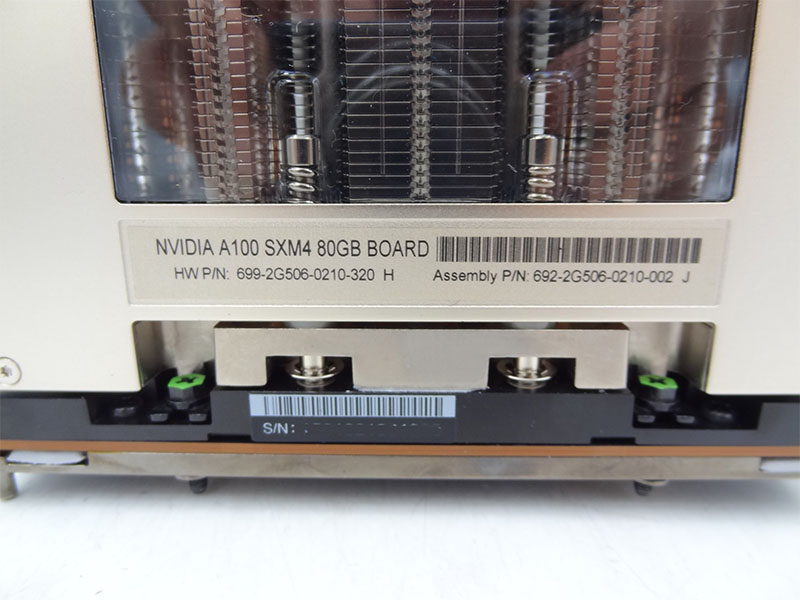 NVIDIA A100 SXM4 80GB BOARD
HW P/N: 699-2G506-0210-320 H Assembly P/N: 692-2G506-0210-002 J
S/N: